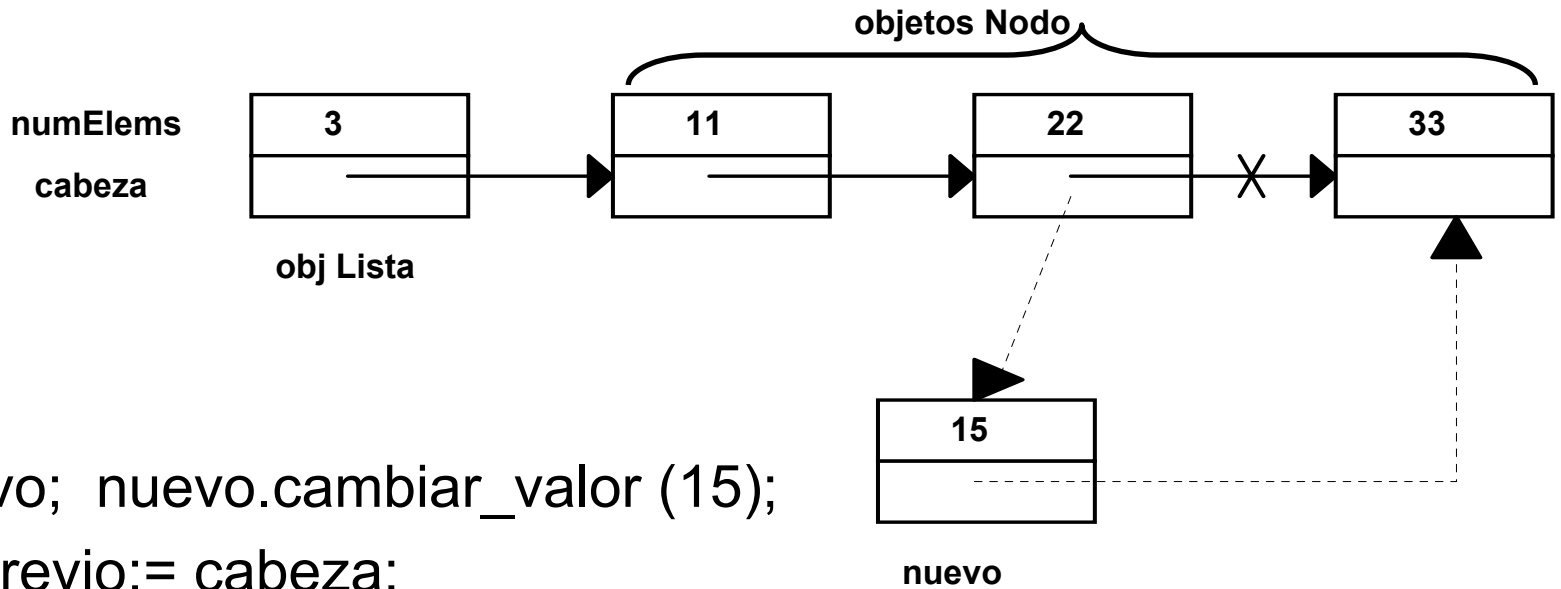 objetos Nodo
numElems 3 11 22 33
cabeza
obj Lista
15
vo; nuevo.cambiar_valor (15);
revio:= cabeza;
nuevo